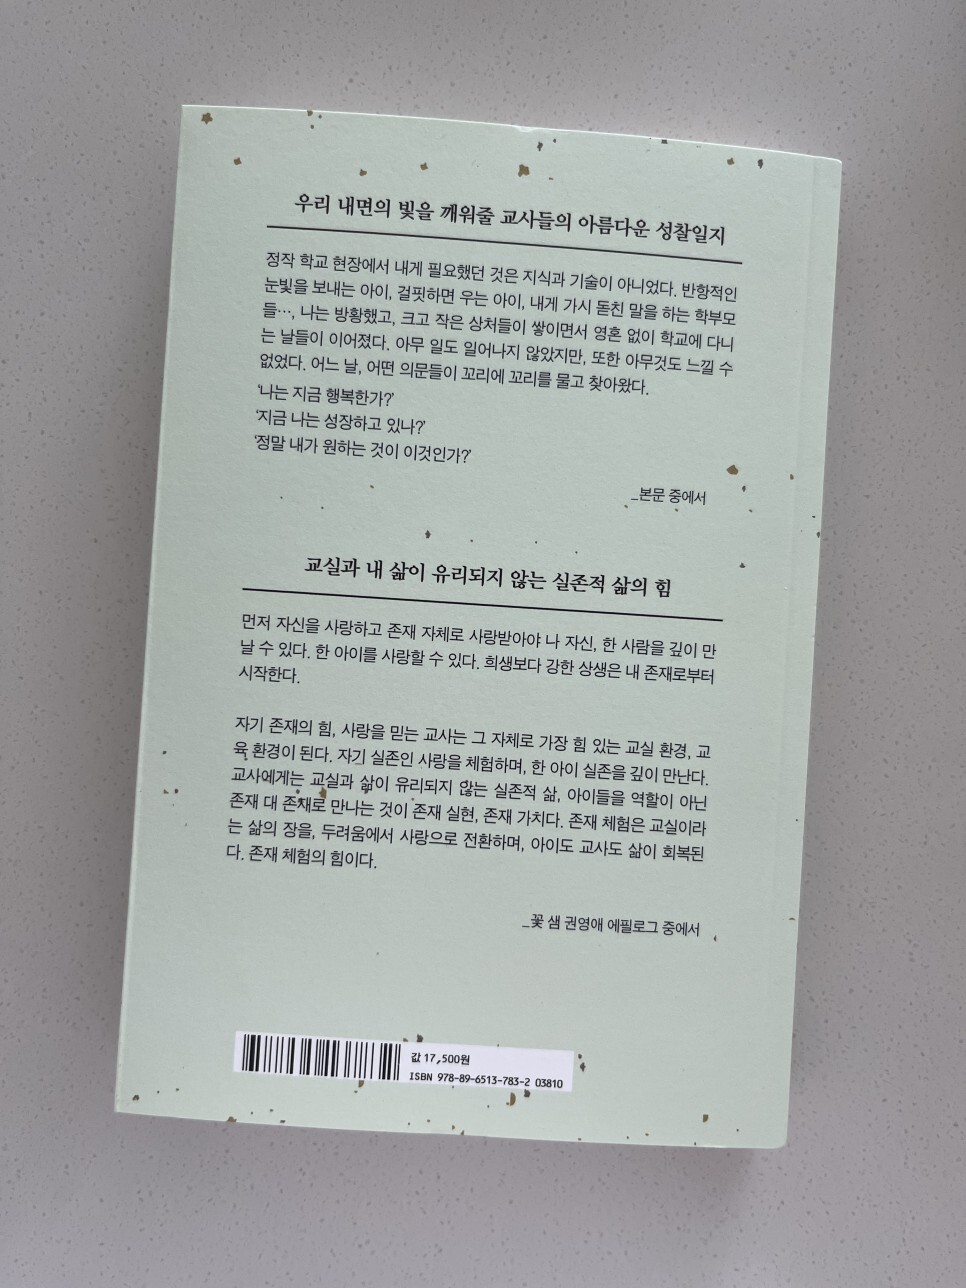 우리 내면의 빛을 깨워줄 교사들의 아름다운 성찰일지
정작 학교 현장에서 내게 필요했던 것은 지식과 기술이 아니었다. 반항적인
눈빛을 보내는 아이, 걸핏하면 우는 아이, 내게 가시 돋친 말을 하는 학부모
들…, 나는 방황했고, 크고 작은 상처들이 쌓이면서 영혼 없이 학교에 다니
는 날들이 이어졌다. 아무 일도 일어나지 않았지만, 또한 아무것도 느낄 수
없었다. 어느 날, 어떤 의문들이 꼬리에 꼬리를 물고 찾아왔다.
‘나는 지금 행복한가?’
‘지금 나는 성장하고 있나?’
‘정말 내가 원하는 것이 이것인가?’
_본문 중에서
교실과 내 삶이 유리되지 않는 실존적 삶의 힘
먼저 자신을 사랑하고 존재 자체로 사랑받아야 나 자신, 한 사람을 깊이 만
날 수 있다. 한 아이를 사랑할 수 있다. 희생보다 강한 상생은 내 존재로부터
시작한다.
자기 존재의 힘, 사랑을 믿는 교사는 그 자체로 가장 힘 있는 교실 환경, 교
육 환경이 된다. 자기 실존인 사랑을 체험하며, 한 아이 실존을 깊이 만난다.
교사에게는 교실과 삶이 유리되지 않는 실존적 삶, 아이들을 역할이 아닌
존재 대 존재로 만나는 것이 존재 실현, 존재 가치다. 존재 체험은 교실이라
는 삶의 장을, 두려움에서 사랑으로 전환하며, 아이도 교사도 삶이 회복된
다. 존재 체험의 힘이다.
_꽃 샘 권영애 에필로그 중에서
값 17,500원
ISBN 978-89-6513-783-2 03810